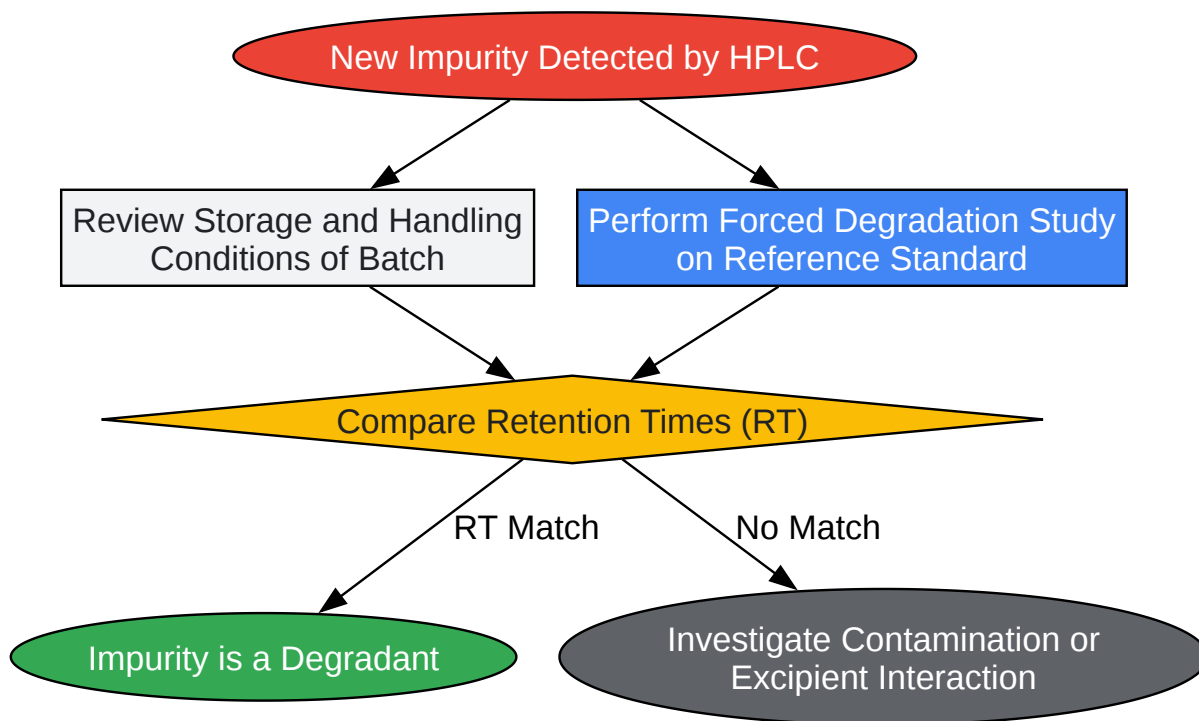 New Impurity Detected by HPLC
Review Storage and Handling
Conditions of Batch
Perform Forced Degradation Study
on Reference Standard
Compare Retention Times (RT)
RT Match
No Match
Impurity is a Degradant
Investigate Contamination or
Excipient Interaction